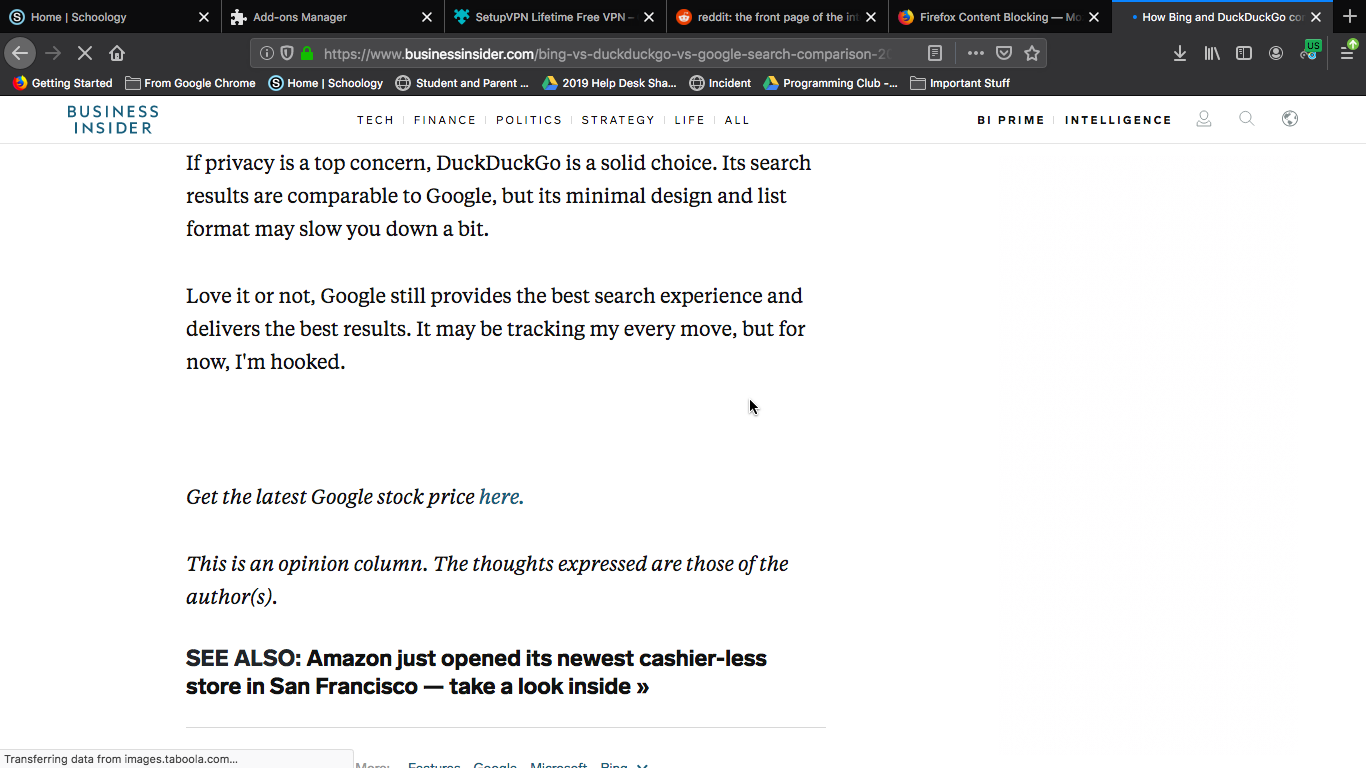 Home | Schoology
Add-ons Manager
SetupVPN Lifetime Free VPN –
reddit: the front page of the int
Firefox Content Blocking — Mo
How Bing and DuckDuckGo co
https://www.businessinsider.com/bing-vs-duckduckgo-vs-google-search-comparison-20
US
Getting Started
From Google Chrome
Home | Schoology
Student and Parent ...
2019 Help Desk Sha...
Incident
Programming Club -...
Important Stuff
BUSINESS
INSIDER
TECH
FINANCE
POLITICS
STRATEGY
LIFE
ALL
BI PRIME
INTELLIGENCE
If privacy is a top concern, DuckDuckGo is a solid choice. Its search
results are comparable to Google, but its minimal design and list
format may slow you down a bit.
Love it or not, Google still provides the best search experience and
delivers the best results. It may be tracking my every move, but for
now, I'm hooked.
Get the latest Google stock price here.
This is an opinion column. The thoughts expressed are those of the
author(s).
SEE ALSO: Amazon just opened its newest cashier-less
store in San Francisco — take a look inside »
Transferring data from images.taboola.com...
More:
Features
Google
Microsoft
Bing